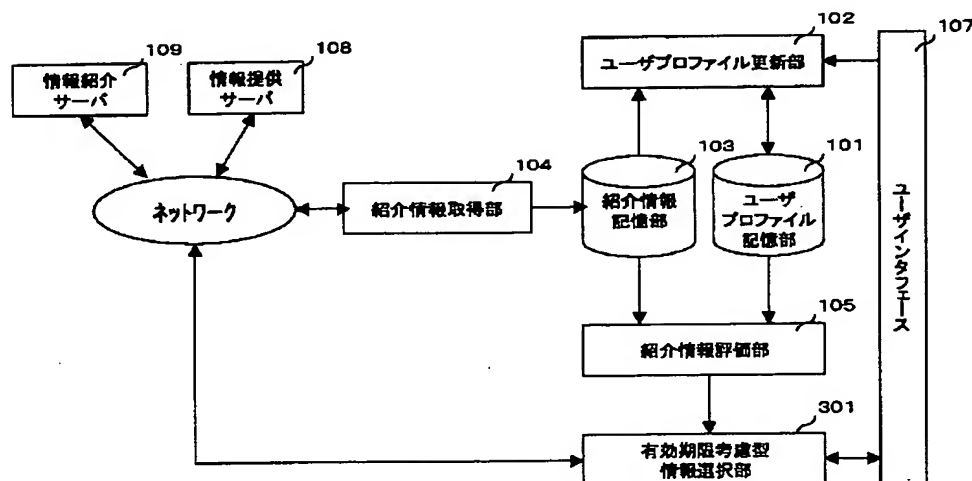 109
情報紹介
サーバ
108
情報提供
サーバ
102
ユーザプロファイル更新部
107
ユーザインタフェース
ネットワーク
104
紹介情報取得部
103
紹介情報
記憶部
101
ユーザ
プロファイル
記憶部
105
紹介情報評価部
301
有効期限考慮型
情報選択部